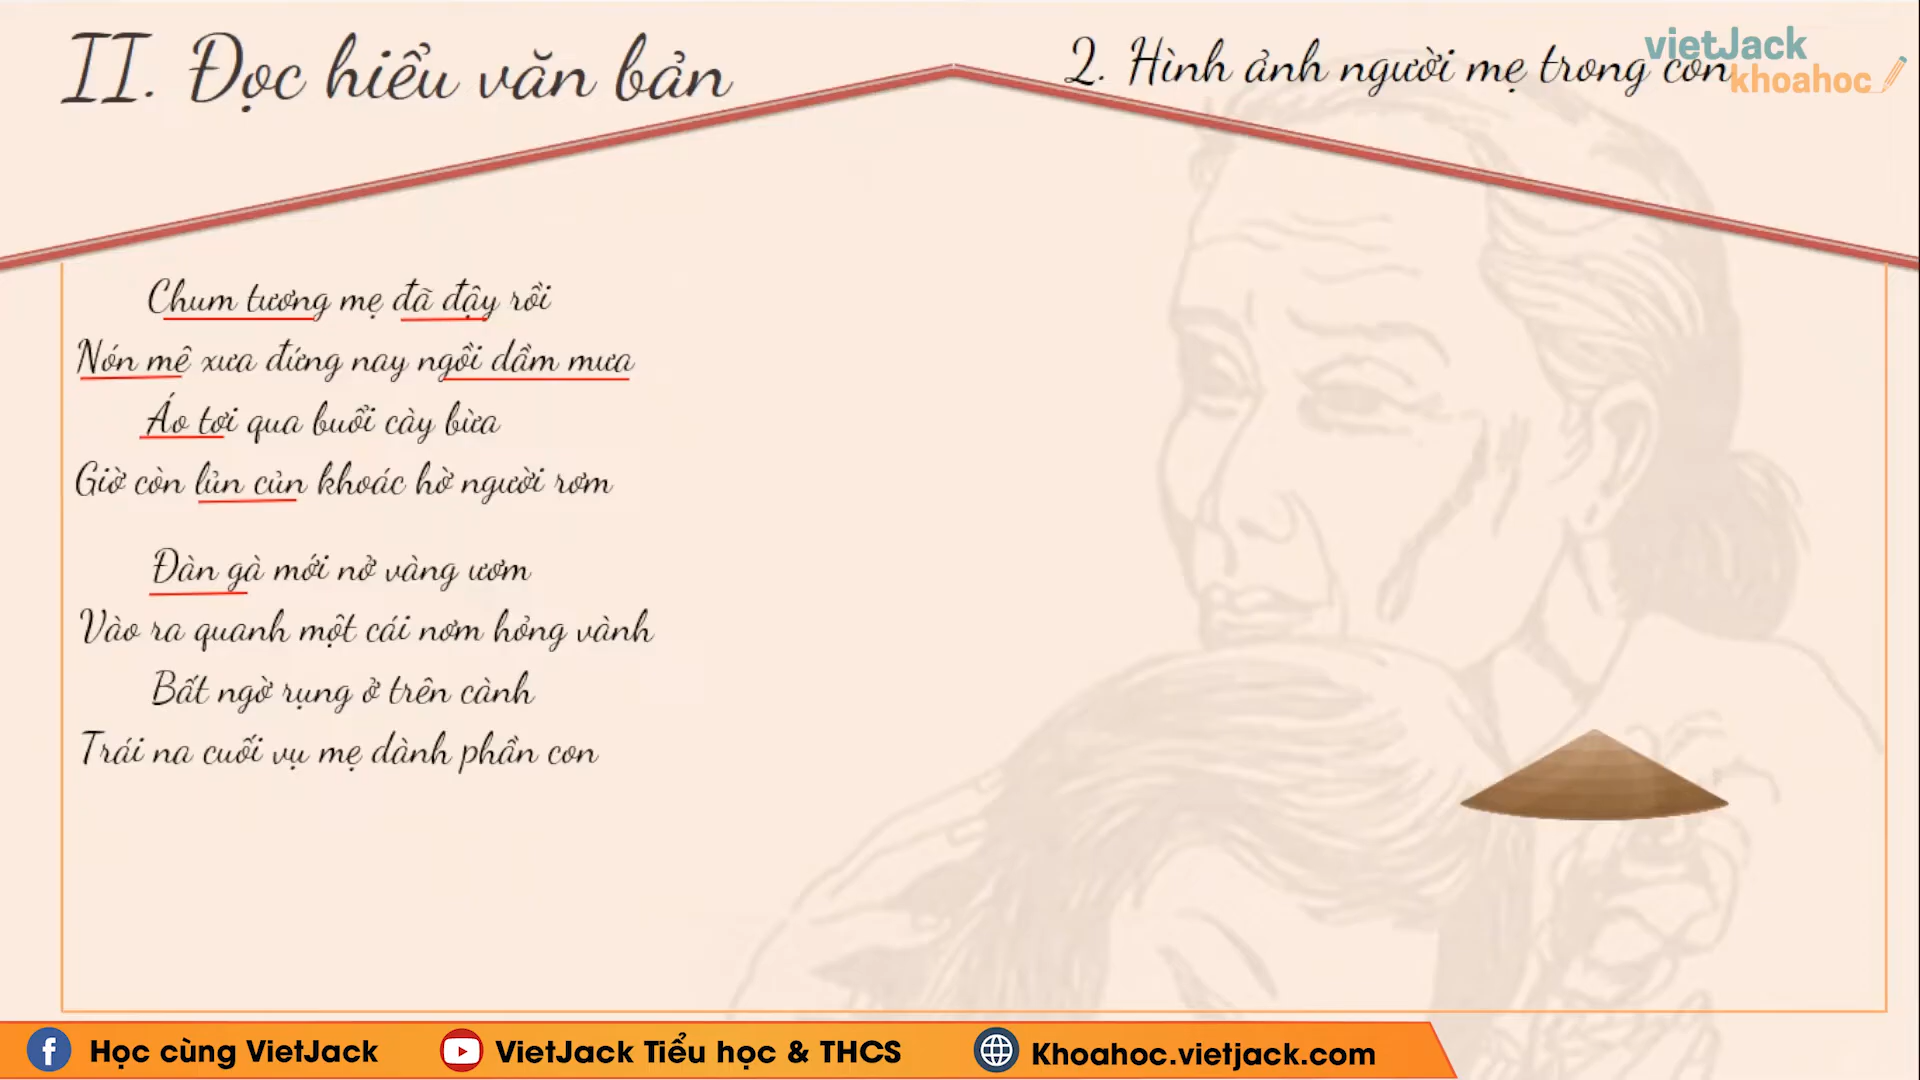 II. Đọc hiểu văn bản
2. Hình ảnh người mẹ trong con
vietJack
khoahoc
Chum tương mẹ đã đậy rồi
Nón mê xưa đứng nay ngồi dầm mưa
Áo tơi qua buổi cày bừa
Giờ còn lủn củn khoác hờ người rơm
Đàn gà mới nở vàng ươm
Vào ra quanh một cái nơm hỏng vành
Bất ngờ rụng ở trên cành
Trái na cuối vụ mẹ dành phần con
Học cùng VietJack
VietJack Tiểu học & THCS
Khoahoc.vietjack.com